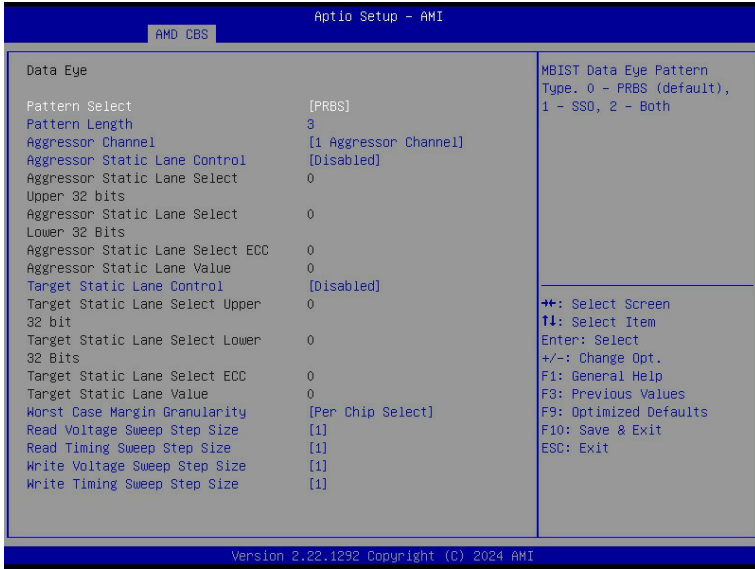 Aptio Setup - AMI
AMD CBS
Data Eye
Pattern Select [PRBS]
Pattern Length 3
Aggressor Channel [1 Aggressor Channel]
Aggressor Static Lane Control [Disabled]
Aggressor Static Lane Select 0
Upper 32 bits
Aggressor Static Lane Select 0
Lower 32 Bits
Aggressor Static Lane Select ECC 0
Aggressor Static Lane Value 0
Target Static Lane Control [Disabled]
Target Static Lane Select Upper 0
32 bit
Target Static Lane Select Lower 0
32 Bits
Target Static Lane Select ECC 0
Target Static Lane Value 0
Worst Case Margin Granularity [Per Chip Select]
Read Voltage Sweep Step Size [1]
Read Timing Sweep Step Size [1]
Write Voltage Sweep Step Size [1]
Write Timing Sweep Step Size [1]
MBIST Data Eye Pattern
Type. 0 - PRBS (default),
1 - SSO, 2 - Both
→←: Select Screen
↑↓: Select Item
Enter: Select
+/-: Change Opt.
F1: General Help
F3: Previous Values
F9: Optimized Defaults
F10: Save & Exit
ESC: Exit
Version 2.22.1292 Copyright (C) 2024 AMI